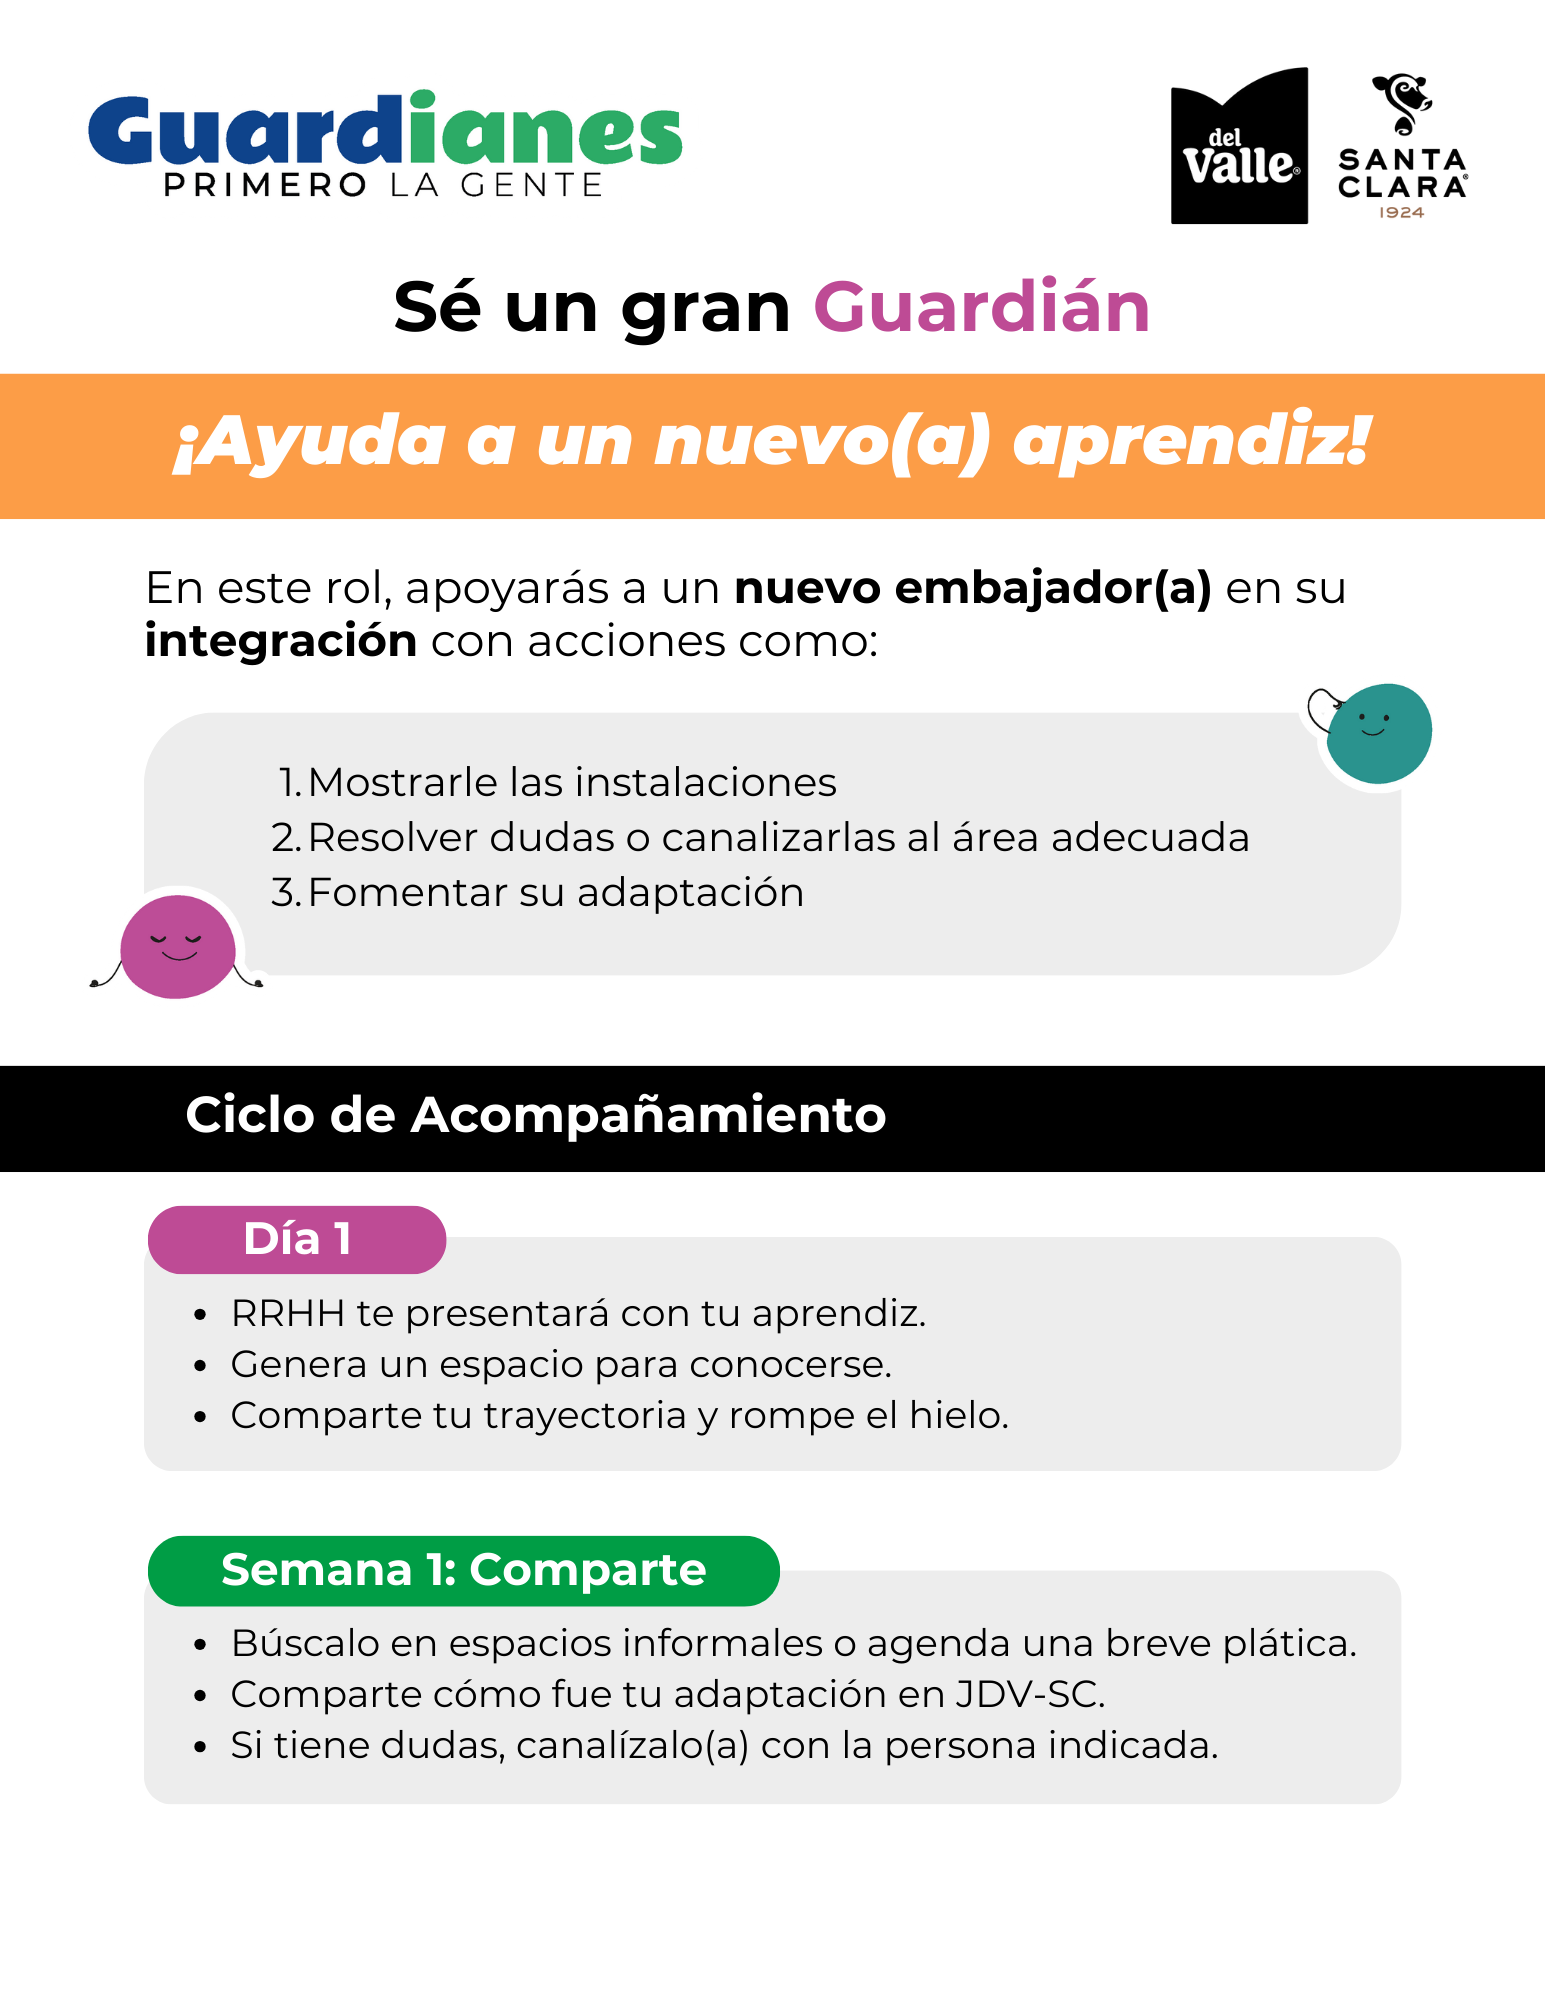 Guardianes
PRIMERO LA GENTE
del
Valle®
SANTA
CLARA®
1924
Sé un gran Guardián
¡Ayuda a un nuevo(a) aprendiz!
En este rol, apoyarás a un nuevo embajador(a) en su
integración con acciones como:
1. Mostrarle las instalaciones
2. Resolver dudas o canalizarlas al área adecuada
3. Fomentar su adaptación
Ciclo de Acompañamiento
Día 1
• RRHH te presentará con tu aprendiz.
• Genera un espacio para conocerse.
• Comparte tu trayectoria y rompe el hielo.
Semana 1: Comparte
• Búscalo en espacios informales o agenda una breve plática.
• Comparte cómo fue tu adaptación en JDV-SC.
• Si tiene dudas, canalízalo(a) con la persona indicada.